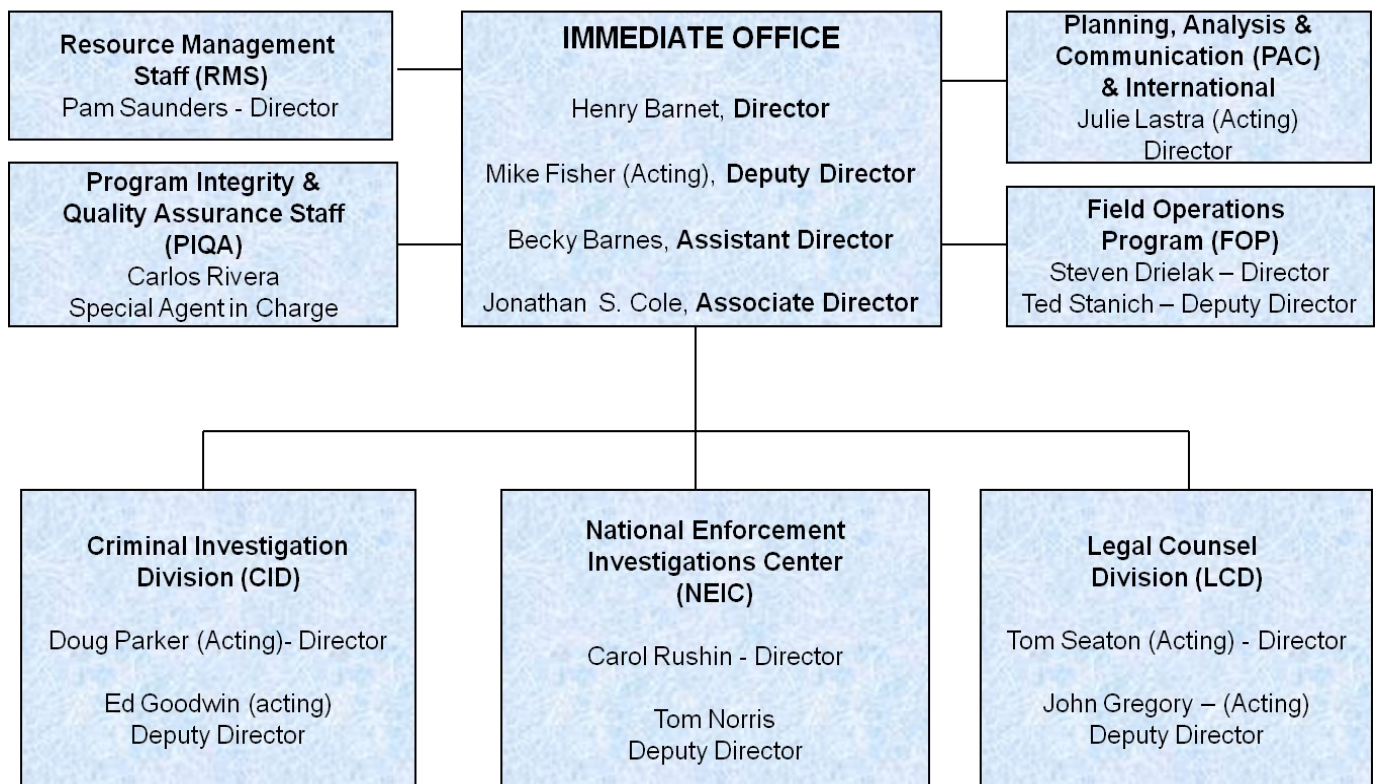 Resource Management
Staff (RMS)
Pam Saunders - Director
Program Integrity &
Quality Assurance Staff
(PIQA)
Carlos Rivera
Special Agent in Charge
IMMEDIATE OFFICE
Henry Barnet, Director
Mike Fisher (Acting), Deputy Director
Becky Barnes, Assistant Director
Jonathan S. Cole, Associate Director
Planning, Analysis &
Communication (PAC)
& International
Julie Lastra (Acting)
Director
Field Operations
Program (FOP)
Steven Drielak – Director
Ted Stanich – Deputy Director
Criminal Investigation
Division (CID)
Doug Parker (Acting)- Director
Ed Goodwin (acting)
Deputy Director
National Enforcement
Investigations Center
(NEIC)
Carol Rushin - Director
Tom Norris
Deputy Director
Legal Counsel
Division (LCD)
Tom Seaton (Acting) - Director
John Gregory – (Acting)
Deputy Director